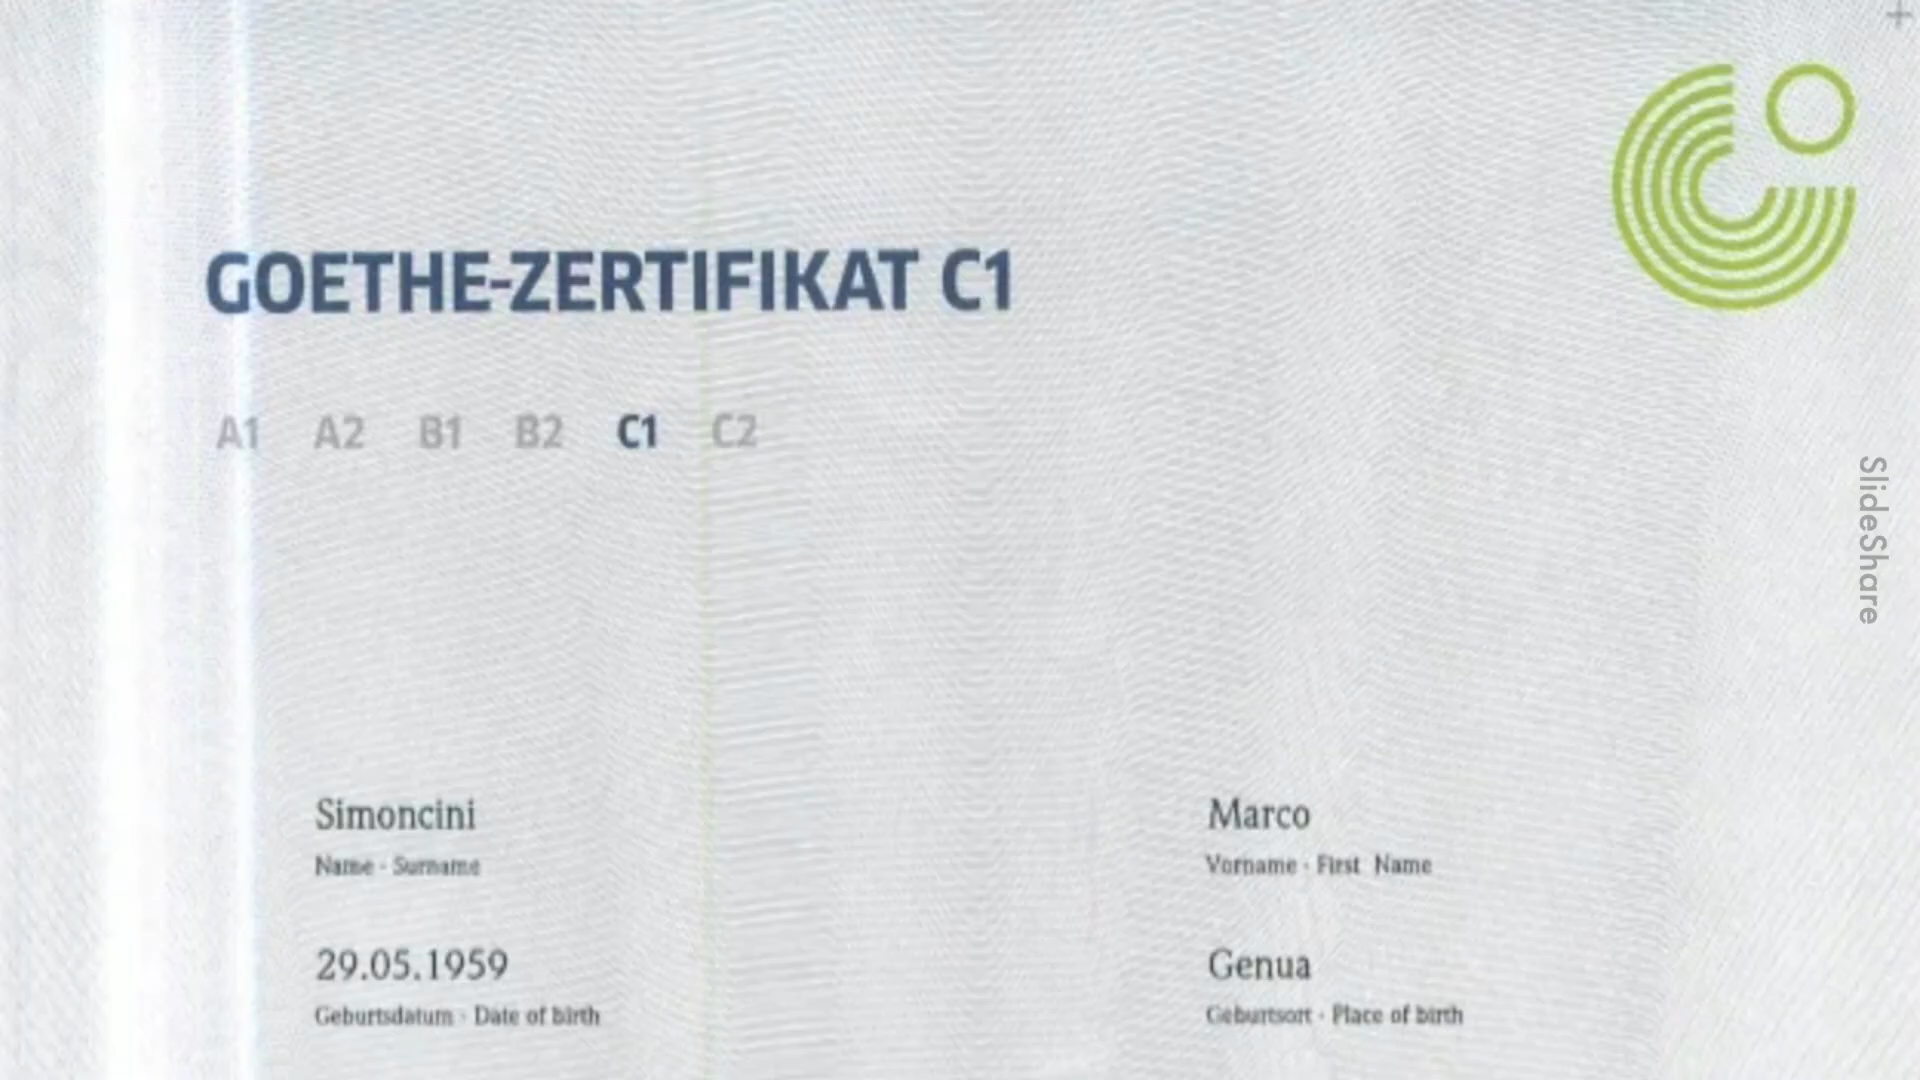 GOETHE-ZERTIFIKAT C1
A1 A2 B1 B2 C1 C2
SlideShare
Simoncini
Marco
Name · Surname
Vorname · First Name
29.05.1959
Genua
Geburtsdatum · Date of birth
Geburtsort · Place of birth